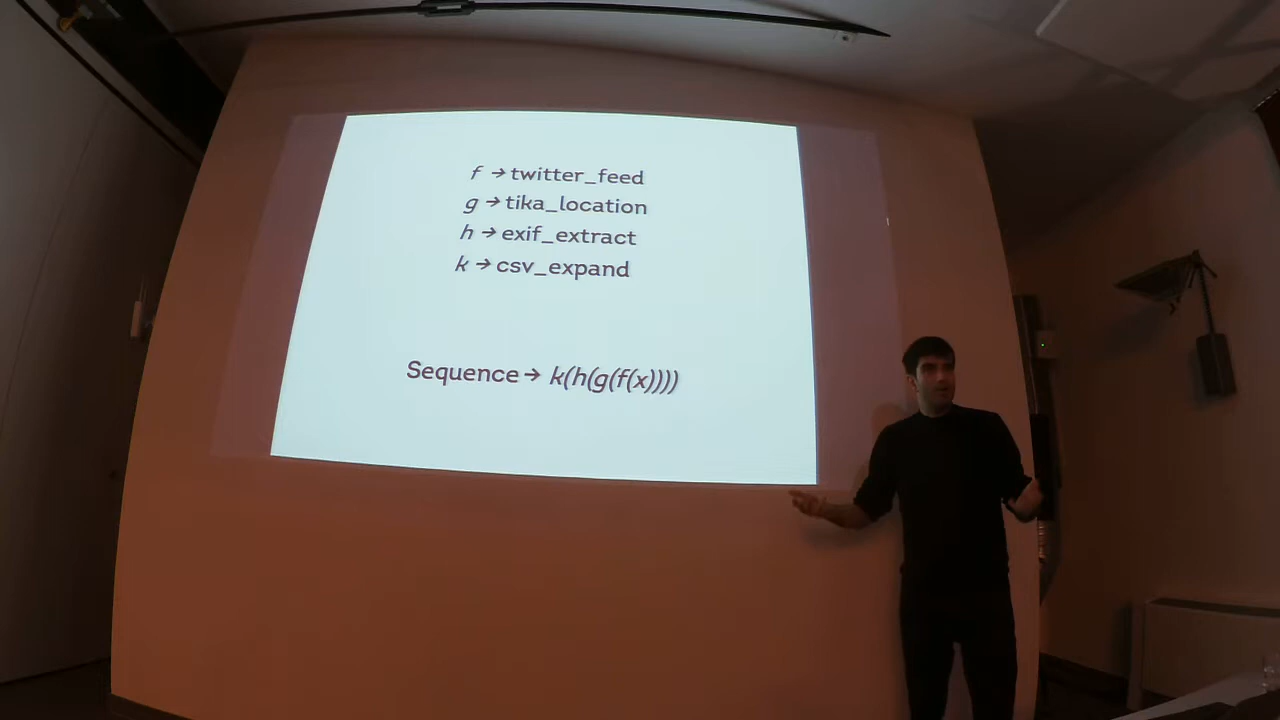 f → twitter_feed
g → tika_location
h → exif_extract
k → csv_expand
Sequence → k(h(g(f(x))))